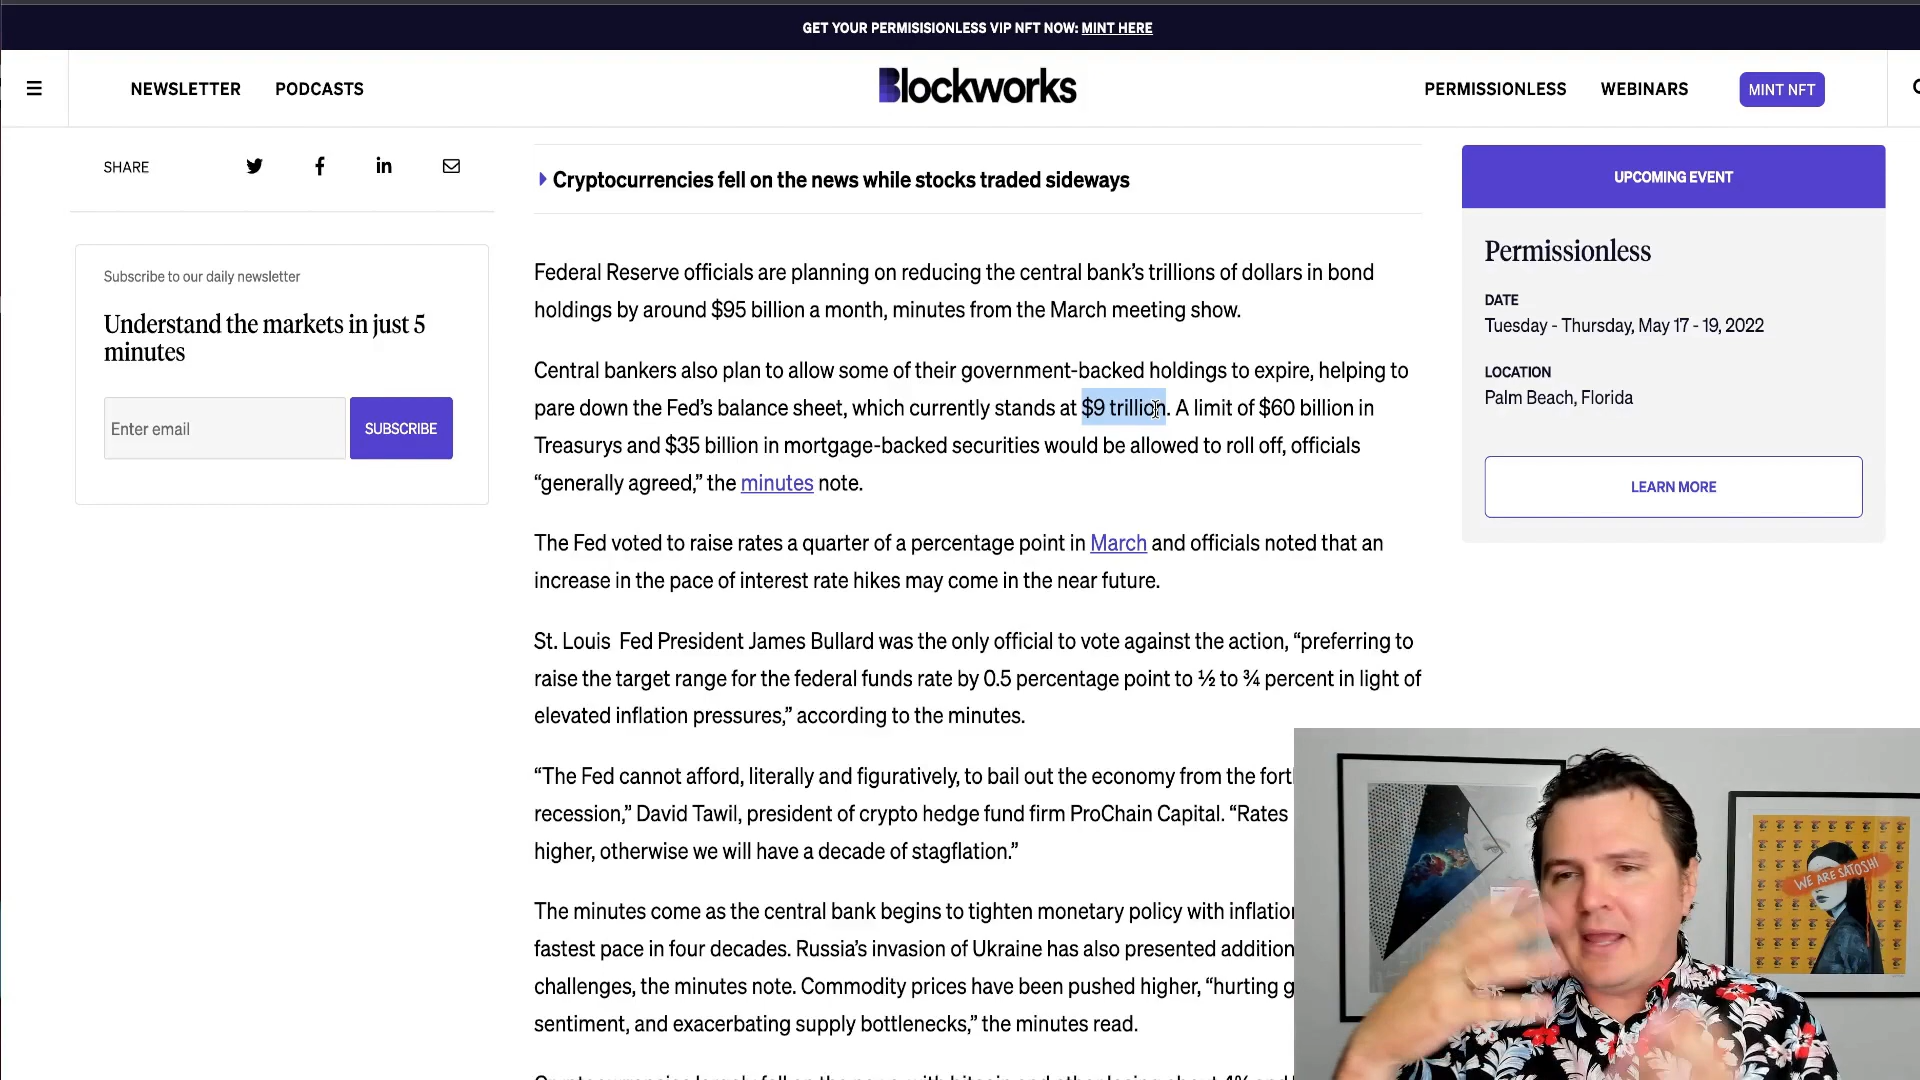 GET YOUR PERMISISIONLESS VIP NFT NOW: MINT HERE
NEWSLETTER PODCASTS Blockworks PERMISSIONLESS WEBINARS MINT NFT
SHARE
Subscribe to our daily newsletter
Understand the markets in just 5
minutes
Enter email SUBSCRIBE
Cryptocurrencies fell on the news while stocks traded sideways
Federal Reserve officials are planning on reducing the central bank’s trillions of dollars in bond
holdings by around $95 billion a month, minutes from the March meeting show.
Central bankers also plan to allow some of their government-backed holdings to expire, helping to
pare down the Fed’s balance sheet, which currently stands at $9 trillion. A limit of $60 billion in
Treasurys and $35 billion in mortgage-backed securities would be allowed to roll off, officials
“generally agreed,” the minutes note.
The Fed voted to raise rates a quarter of a percentage point in March and officials noted that an
increase in the pace of interest rate hikes may come in the near future.
St. Louis Fed President James Bullard was the only official to vote against the action, “preferring to
raise the target range for the federal funds rate by 0.5 percentage point to ½ to ¾ percent in light of
elevated inflation pressures,” according to the minutes.
“The Fed cannot afford, literally and figuratively, to bail out the economy from the
recession,” David Tawil, president of crypto hedge fund firm ProChain Capital. “Rates
higher, otherwise we will have a decade of stagflation.”
The minutes come as the central bank begins to tighten monetary policy with
fastest pace in four decades. Russia’s invasion of Ukraine has also presented
challenges, the minutes note. Commodity prices have been pushed higher, “hurting
sentiment, and exacerbating supply bottlenecks,” the minutes read.
UPCOMING EVENT
Permissionless
DATE
Tuesday - Thursday, May 17 - 19, 2022
LOCATION
Palm Beach, Florida
LEARN MORE
WE ARE SATOSHI